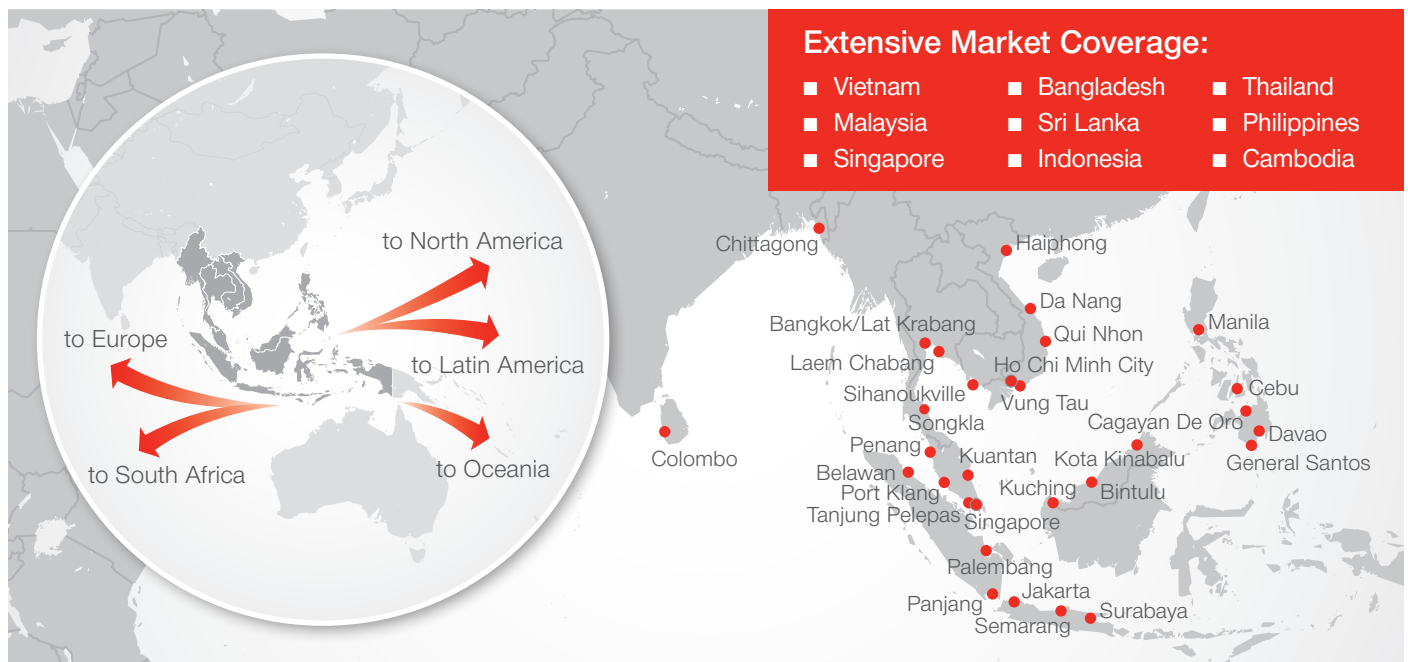 Extensive Market Coverage:
■ Vietnam
■ Malaysia
■ Singapore
■ Bangladesh
■ Sri Lanka
■ Indonesia
■ Thailand
■ Philippines
■ Cambodia
to North America
to Europe
to Latin America
to South Africa
to Oceania
Chittagong
Haiphong
Da Nang
Bangkok/Lat Krabang
Qui Nhon
Manila
Laem Chabang
Ho Chi Minh City
Sihanoukville
Vung Tau
Cebu
Songkla
Cagayan De Oro
Davao
Colombo
Penang
Kuantan
Kota Kinabalu
General Santos
Belawan
Port Klang
Kuching
Bintulu
Tanjung Pelepas
Singapore
Palembang
Panjang
Jakarta
Semarang
Surabaya